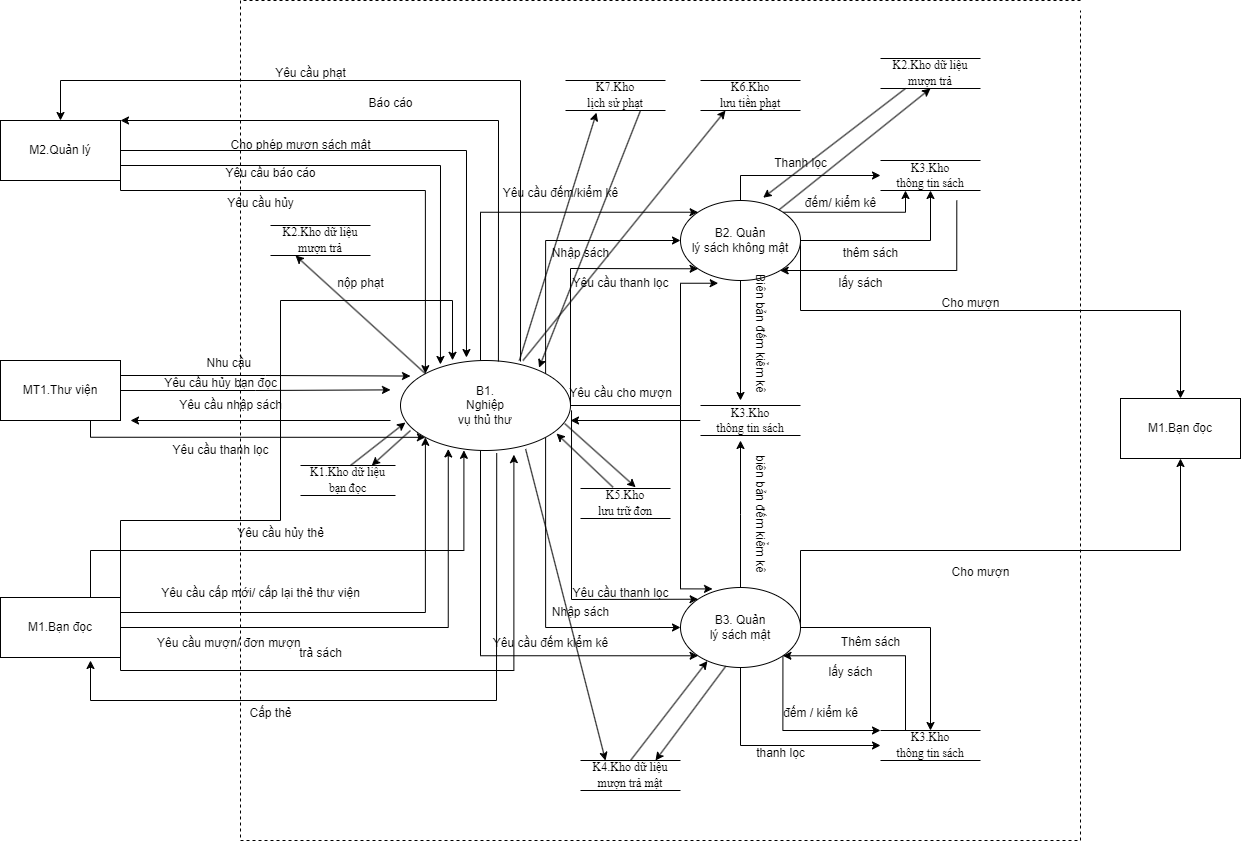 Yêu cầu phạt
Báo cáo
M2.Quản lý
Cho phép mươn sách mât
Yêu cầu báo cáo
Yêu cầu hủy
K7.Kho
lịch sử phạt
K6.Kho
lưu tiền phạt
K2.Kho dữ liệu
mượn trả
Thanh lọc
K3.Kho
thông tin sách
Yêu cầu đếm/kiểm kê
đếm/ kiểm kê
K2.Kho dữ liệu
mượn trả
B2. Quản
lý sách không mật
Nhập sách
thêm sách
nộp phạt
Yêu cầu thanh lọc
lấy sách
Biên bản đếm kiểm kê
Cho mượn
Nhu cầu
MT1.Thư viện
Yêu cầu hủy bạn đọc
B1.
Nghiệp
vụ thủ thư
Yêu cầu cho mượn
Yêu cầu nhập sách
K3.Kho
thông tin sách
M1.Bạn đọc
Yêu cầu thanh lọc
K1.Kho dữ liệu
bạn đọc
K5.Kho
lưu trữ đơn
biên bản đếm kiểm kê
Yêu cầu hủy thẻ
Cho mượn
Yêu cầu cấp mới/ cấp lại thẻ thư viện
Yêu cầu thanh lọc
Nhập sách
M1.Bạn đọc
B3. Quản
lý sách mật
Yêu cầu mượn/ đơn mượn
trả sách
Yêu cầu đếm kiểm kê
Thêm sách
lấy sách
Cấp thẻ
đếm / kiểm kê
K3.Kho
thông tin sách
thanh lọc
K4.Kho dữ liệu
mượn trả mật